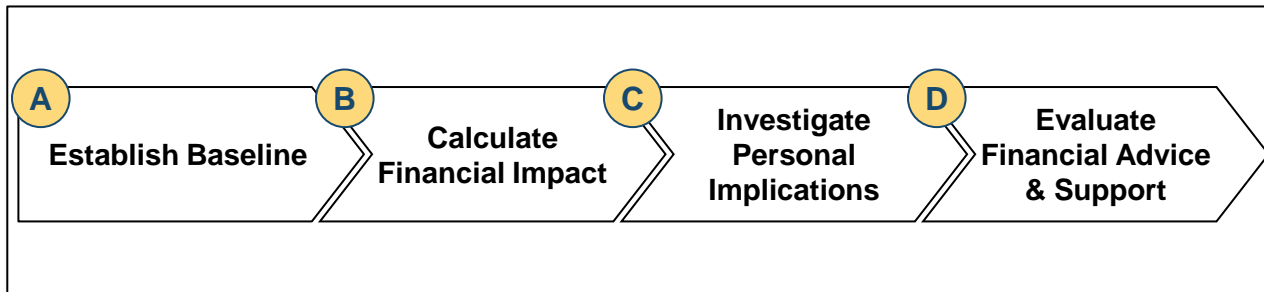 A
Establish Baseline
B
Calculate
Financial Impact
C
Investigate
Personal
Implications
D
Evaluate
Financial Advice
& Support